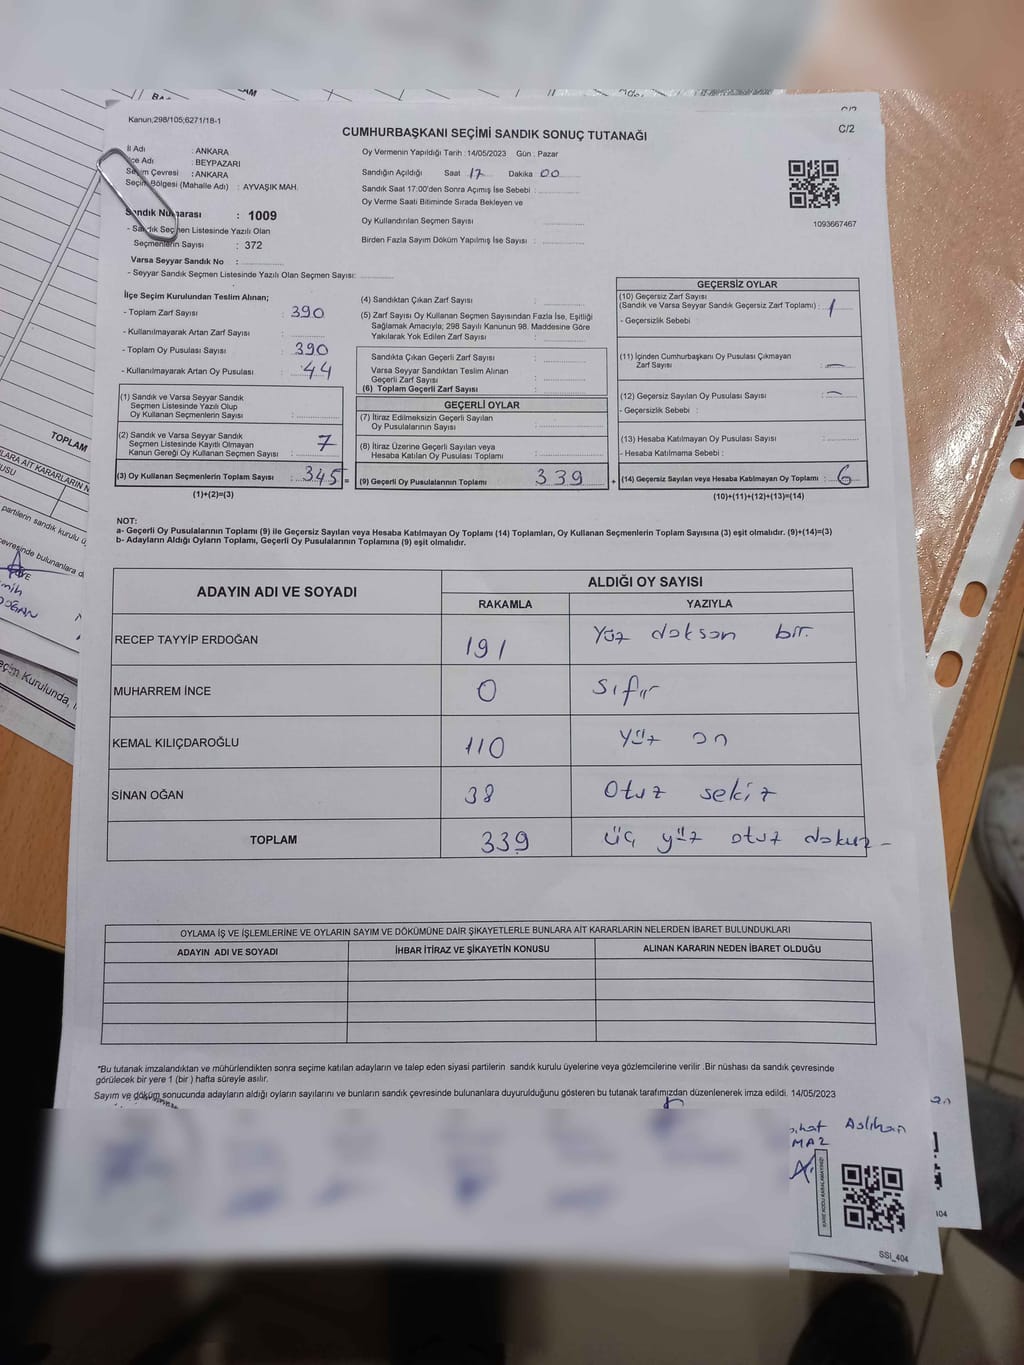 Kanun;298/105;6271/18-1
C/2
CUMHURBAŞKANI SEÇİMİ SANDIK SONUÇ TUTANAĞI
İl Adı : ANKARA
İlçe Adı : BEYPAZARI
Seçim Çevresi : ANKARA
Seçim Bölgesi (Mahalle Adı) : AYVAŞIK MAH.
Sandık Numarası : 1009
- Sandık Seçmen Listesinde Yazılı Olan
Seçmenlerin Sayısı : 372
Varsa Seyyar Sandık No :
- Seyyar Sandık Seçmen Listesinde Yazılı Olan Seçmen Sayısı:
Oy Vermenin Yapıldığı Tarih :14/05/2023 Gün : Pazar
Sandığın Açıldığı Saat 17 Dakika 00
Sandık Saat 17:00'den Sonra Açımış İse Sebebi :
Oy Verme Saati Bitiminde Sırada Bekleyen ve
Oy Kullandırılan Seçmen Sayısı
Birden Fazla Sayım Döküm Yapılmış İse Sayısı :
1093667467
İlçe Seçim Kurulundan Teslim Alınan;
- Toplam Zarf Sayısı : 390
- Kullanılmayarak Artan Zarf Sayısı :
- Toplam Oy Pusulası Sayısı : 390
- Kullanılmayarak Artan Oy Pusulası : 44
(1) Sandık ve Varsa Seyyar Sandık
Seçmen Listesinde Yazılı Olup
Oy Kullanan Seçmenlerin Sayısı :
(2) Sandık ve Varsa Seyyar Sandık
Seçmen Listesinde Kayıtlı Olmayan
Kanun Gereği Oy Kullanan Seçmen Sayısı : 7
(3) Oy Kullanan Seçmenlerin Toplam Sayısı : 345 =
(1)+(2)=(3)
(4) Sandıktan Çıkan Zarf Sayısı :
(5) Zarf Sayısı Oy Kullanan Seçmen Sayısından Fazla İse, Eşitliği
Sağlamak Amacıyla; 298 Sayılı Kanunun 98. Maddesine Göre
Yakılarak Yok Edilen Zarf Sayısı :
Sandıkta Çıkan Geçerli Zarf Sayısı :
Varsa Seyyar Sandıktan Teslim Alınan
Geçerli Zarf Sayısı :
(6) Toplam Geçerli Zarf Sayısı :
GEÇERLİ OYLAR
(7) İtiraz Edilmeksizin Geçerli Sayılan
Oy Pusulalarının Sayısı :
(8) İtiraz Üzerine Geçerli Sayılan veya
Hesaba Katılan Oy Pusulası Toplamı :
(9) Geçerli Oy Pusulalarının Toplamı 339 +
GEÇERSİZ OYLAR
(10) Geçersiz Zarf Sayısı
(Sandık ve Varsa Seyyar Sandık Geçersiz Zarf Toplamı) : 1
- Geçersizlik Sebebi
(11) İçinden Cumhurbaşkanı Oy Pusulası Çıkmayan
Zarf Sayısı : —
(12) Geçersiz Sayılan Oy Pusulası Sayısı : —
- Geçersizlik Sebebi :
(13) Hesaba Katılmayan Oy Pusulası Sayısı :
- Hesaba Katılmama Sebebi :
(14) Geçersiz Sayılan veya Hesaba Katılmayan Oy Toplamı : 6
(10)+(11)+(12)+(13)=(14)
NOT:
a- Geçerli Oy Pusulalarının Toplamı (9) ile Geçersiz Sayılan veya Hesaba Katılmayan Oy Toplamı (14) Toplamları, Oy Kullanan Seçmenlerin Toplam Sayısına (3) eşit olmalıdır. (9)+(14)=(3)
b- Adayların Aldığı Oyların Toplamı, Geçerli Oy Pusulalarının Toplamına (9) eşit olmalıdır.
ADAYIN ADI VE SOYADI ALDIĞI OY SAYISI
RAKAMLA YAZIYLA
RECEP TAYYİP ERDOĞAN 191 Yüz doksan bir.
MUHARREM İNCE 0 Sıfır
KEMAL KILIÇDAROĞLU 110 Yüz on
SİNAN OĞAN 38 Otuz sekiz
TOPLAM 339 üç yüz otuz dokuz -
OYLAMA İŞ VE İŞLEMLERİNE VE OYLARIN SAYIM VE DÖKÜMÜNE DAİR ŞİKAYETLERLE BUNLARA AİT KARARLARIN NELERDEN İBARET BULUNDUKLARI
ADAYIN ADI VE SOYADI İHBAR İTİRAZ VE ŞİKAYETİN KONUSU ALINAN KARARIN NEDEN İBARET OLDUĞU
"Bu tutanak imzalandıktan ve mühürlendikten sonra seçime katılan adayların ve talep eden siyasi partilerin sandık kurulu üyelerine veya gözlemcilerine verilir .Bir nüshası da sandık çevresinde
görülecek bir yere 1 (bir ) hafta süreyle asılır.
Sayım ve döküm sonucunda adayların aldığı oyların sayılarını ve bunların sandık çevresinde bulunanlara duyurulduğunu gösteren bu tutanak tarafımızdan düzenlenerek imza edildi. 14/05/2023
Aslıhan
KARE KODU KARALAMAYINIZ!
SSİ_404
TOPLAM